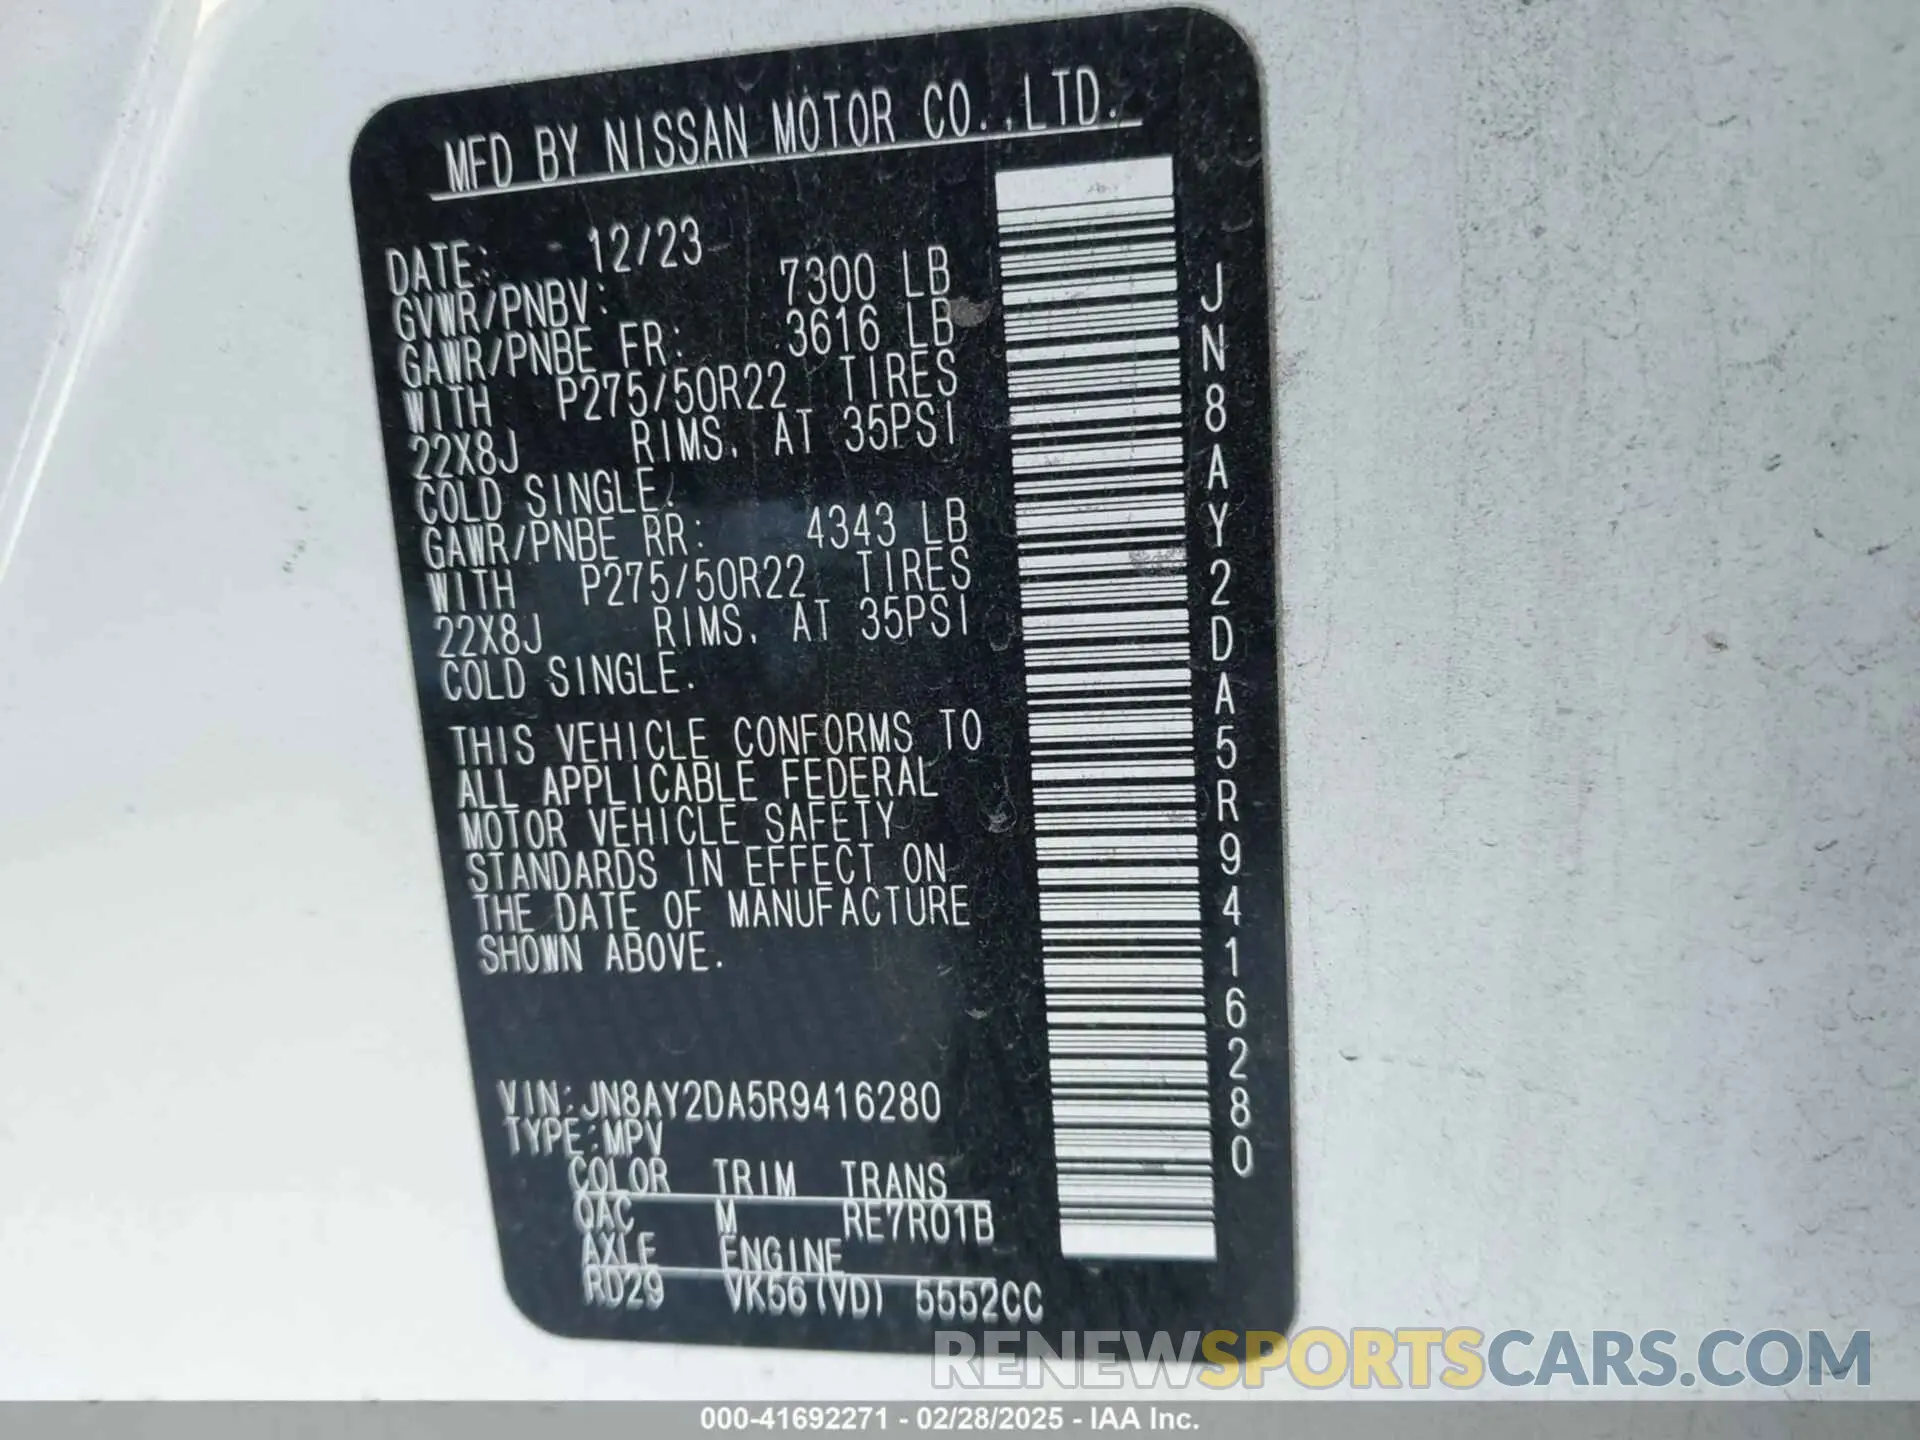 MFD BY NISSAN MOTOR CO.,LTD.
DATE: 12/23
GVWR/PNBV: 7300 LB
GAWR/PNBE FR: 3616 LB
WITH P275/50R22 TIRES
22X8J RIMS, AT 35PSI
COLD SINGLE.
GAWR/PNBE RR: 4343 LB
WITH P275/50R22 TIRES
22X8J RIMS, AT 35PSI
COLD SINGLE.
THIS VEHICLE CONFORMS TO
ALL APPLICABLE FEDERAL
MOTOR VEHICLE SAFETY
STANDARDS IN EFFECT ON
THE DATE OF MANUFACTURE
SHOWN ABOVE.
VIN:JN8AY2DA5R9416280
TYPE:MPV
COLOR TRIM TRANS
QAC M RE7R01B
AXLE ENGINE
RD29 VK56(VD) 5552CC
JN8AY2DA5R9416280
RENEWSPORTSCARS.COM
000-41692271 - 02/28/2025 - IAA Inc.